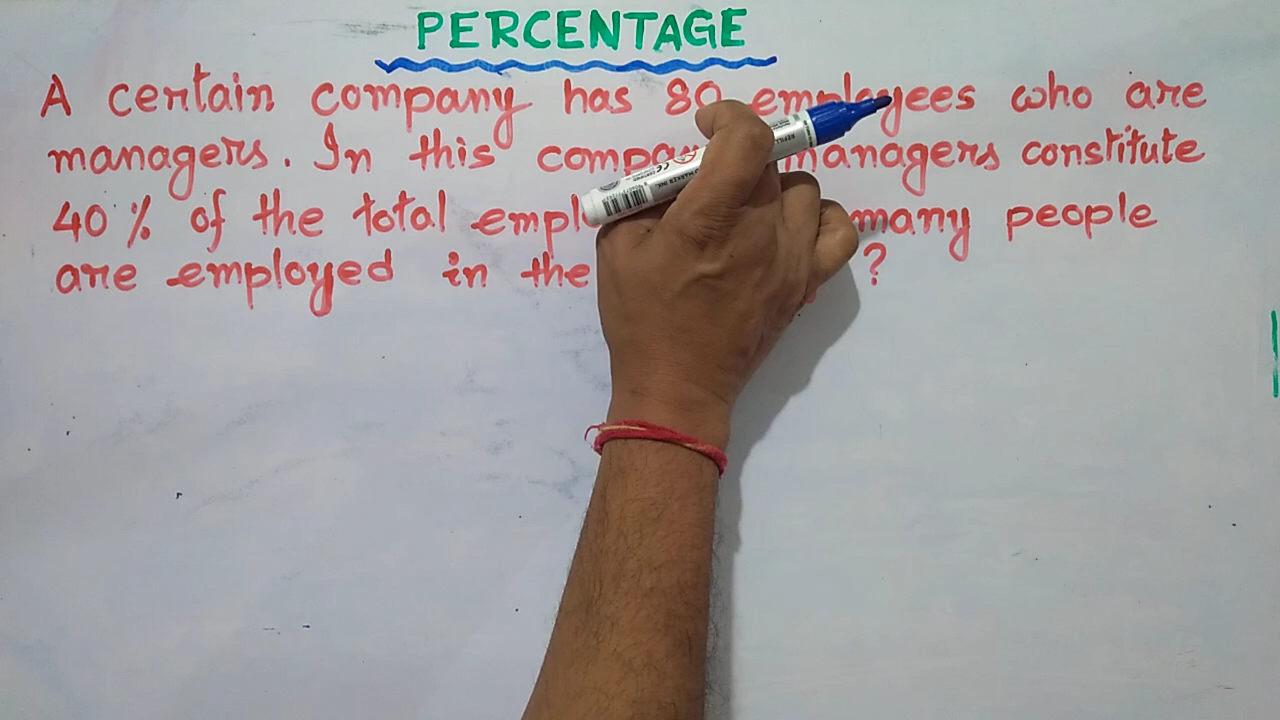 PERCENTAGE
A certain company has 80 employees who are
managers. In this managers constitute
40% of the total many people
are employed in the ?